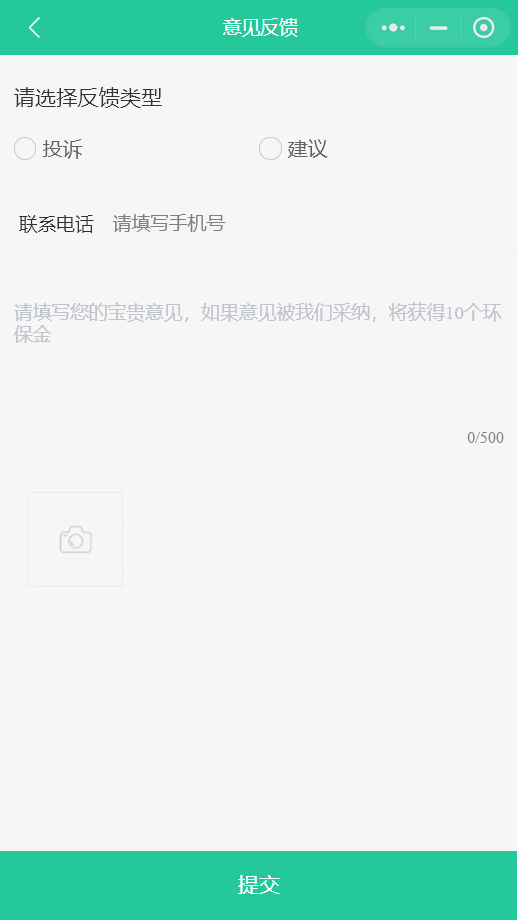 意见反馈
请选择反馈类型
投诉 建议
联系电话 请填写手机号
请填写您的宝贵意见，如果意见被我们采纳，将获得10个环
保金
0/500
提交